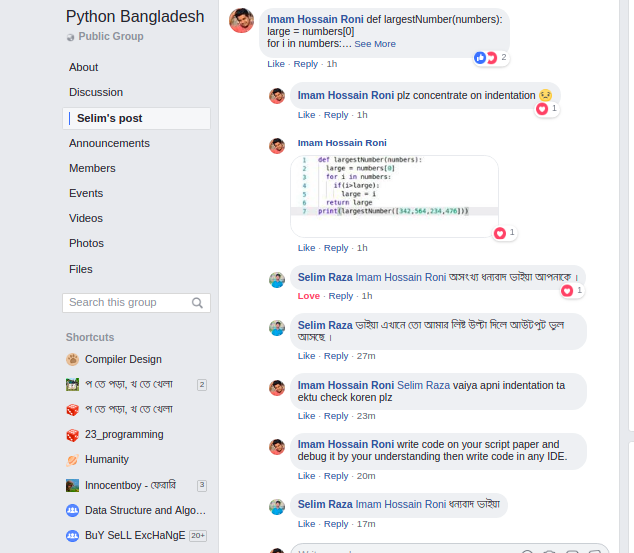 Python Bangladesh
Public Group
About
Discussion
Selim's post
Announcements
Members
Events
Videos
Photos
Files
Search this group
Shortcuts
Compiler Design
প তে পড়া, খ তে খেলা 2
প তে পড়া, খ তে খেলা
23_programming
Humanity
Innocentboy - ফেরারি 3
Data Structure and Algo...
BuY SeLL ExcHaNgE 20+
Imam Hossain Roni def largestNumber(numbers):
large = numbers[0]
for i in numbers:... See More
2
Like · Reply · 1h
Imam Hossain Roni plz concentrate on indentation
1
Like · Reply · 1h
Imam Hossain Roni
1 def largestNumber(numbers):
2 large = numbers[0]
3 for i in numbers:
4 if(i>large):
5 large = i
6 return large
7 print(largestNumber([342,564,234,476]))
1
Like · Reply · 1h
Selim Raza Imam Hossain Roni অসংখ্য ধন্যবাদ ভাইয়া আপনাকে ।
1
Love · Reply · 1h
Selim Raza ভাইয়া এখানে তো আমার লিষ্ট উল্টা দিলে আউটপুট ভুল
আসছে ।
Like · Reply · 27m
Imam Hossain Roni Selim Raza vaiya apni indentation ta
ektu check koren plz
Like · Reply · 23m
Imam Hossain Roni write code on your script paper and
debug it by your understanding then write code in any IDE.
Like · Reply · 20m
Selim Raza Imam Hossain Roni ধন্যবাদ ভাইয়া
Like · Reply · 17m